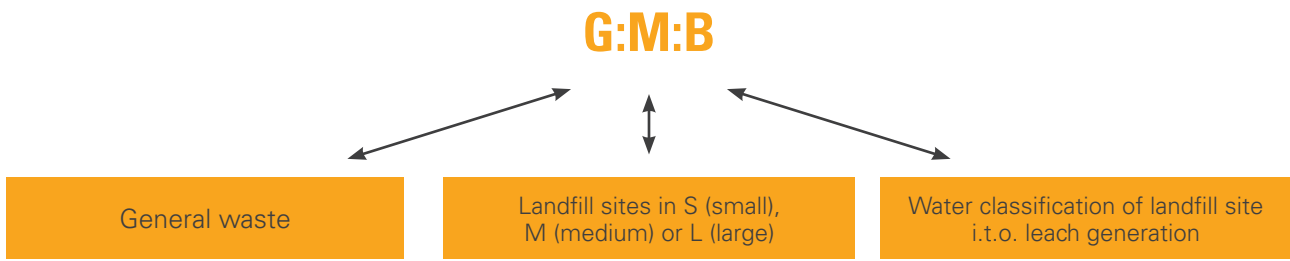 G:M:B
General waste
Landfill sites in S (small),
M (medium) or L (large)
Water classification of landfill site
i.t.o. leach generation